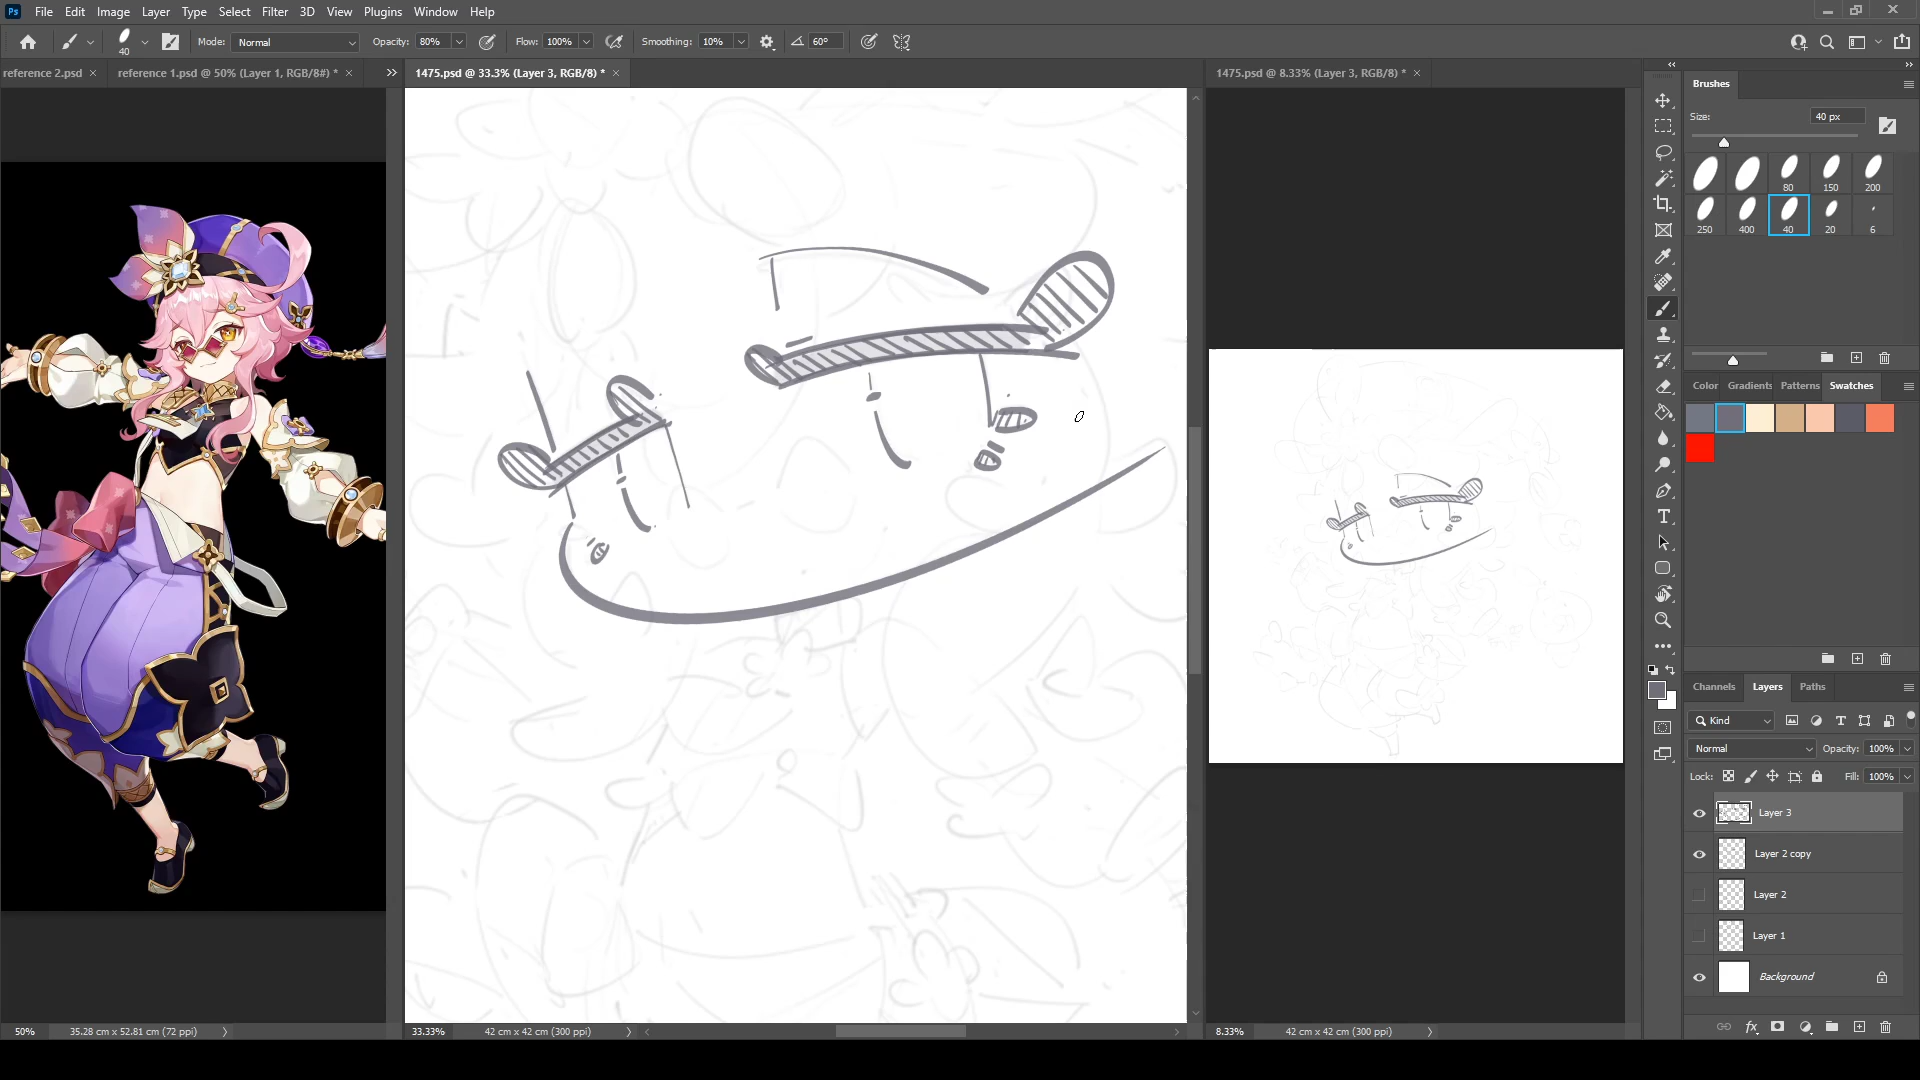 Ps File Edit Image Layer Type Select Filter 3D View Plugins Window Help
40 Mode: Normal Opacity: 80% Flow: 100% Smoothing: 10% 60°
reference 2.psd × reference 1.psd @ 50% (Layer 1, RGB/8#) * ×
1475.psd @ 33.3% (Layer 3, RGB/8) * ×
1475.psd @ 8.33% (Layer 3, RGB/8) * ×
Brushes
Size: 40 px
80 150 200
250 400 40 20 6
Color Gradients Patterns Swatches
Channels Layers Paths
Kind
Normal Opacity: 100%
Lock: Fill: 100%
Layer 3
Layer 2 copy
Layer 2
Layer 1
Background
fx
50% 35.28 cm x 52.81 cm (72 ppi)
33.33% 42 cm x 42 cm (300 ppi)
8.33% 42 cm x 42 cm (300 ppi)